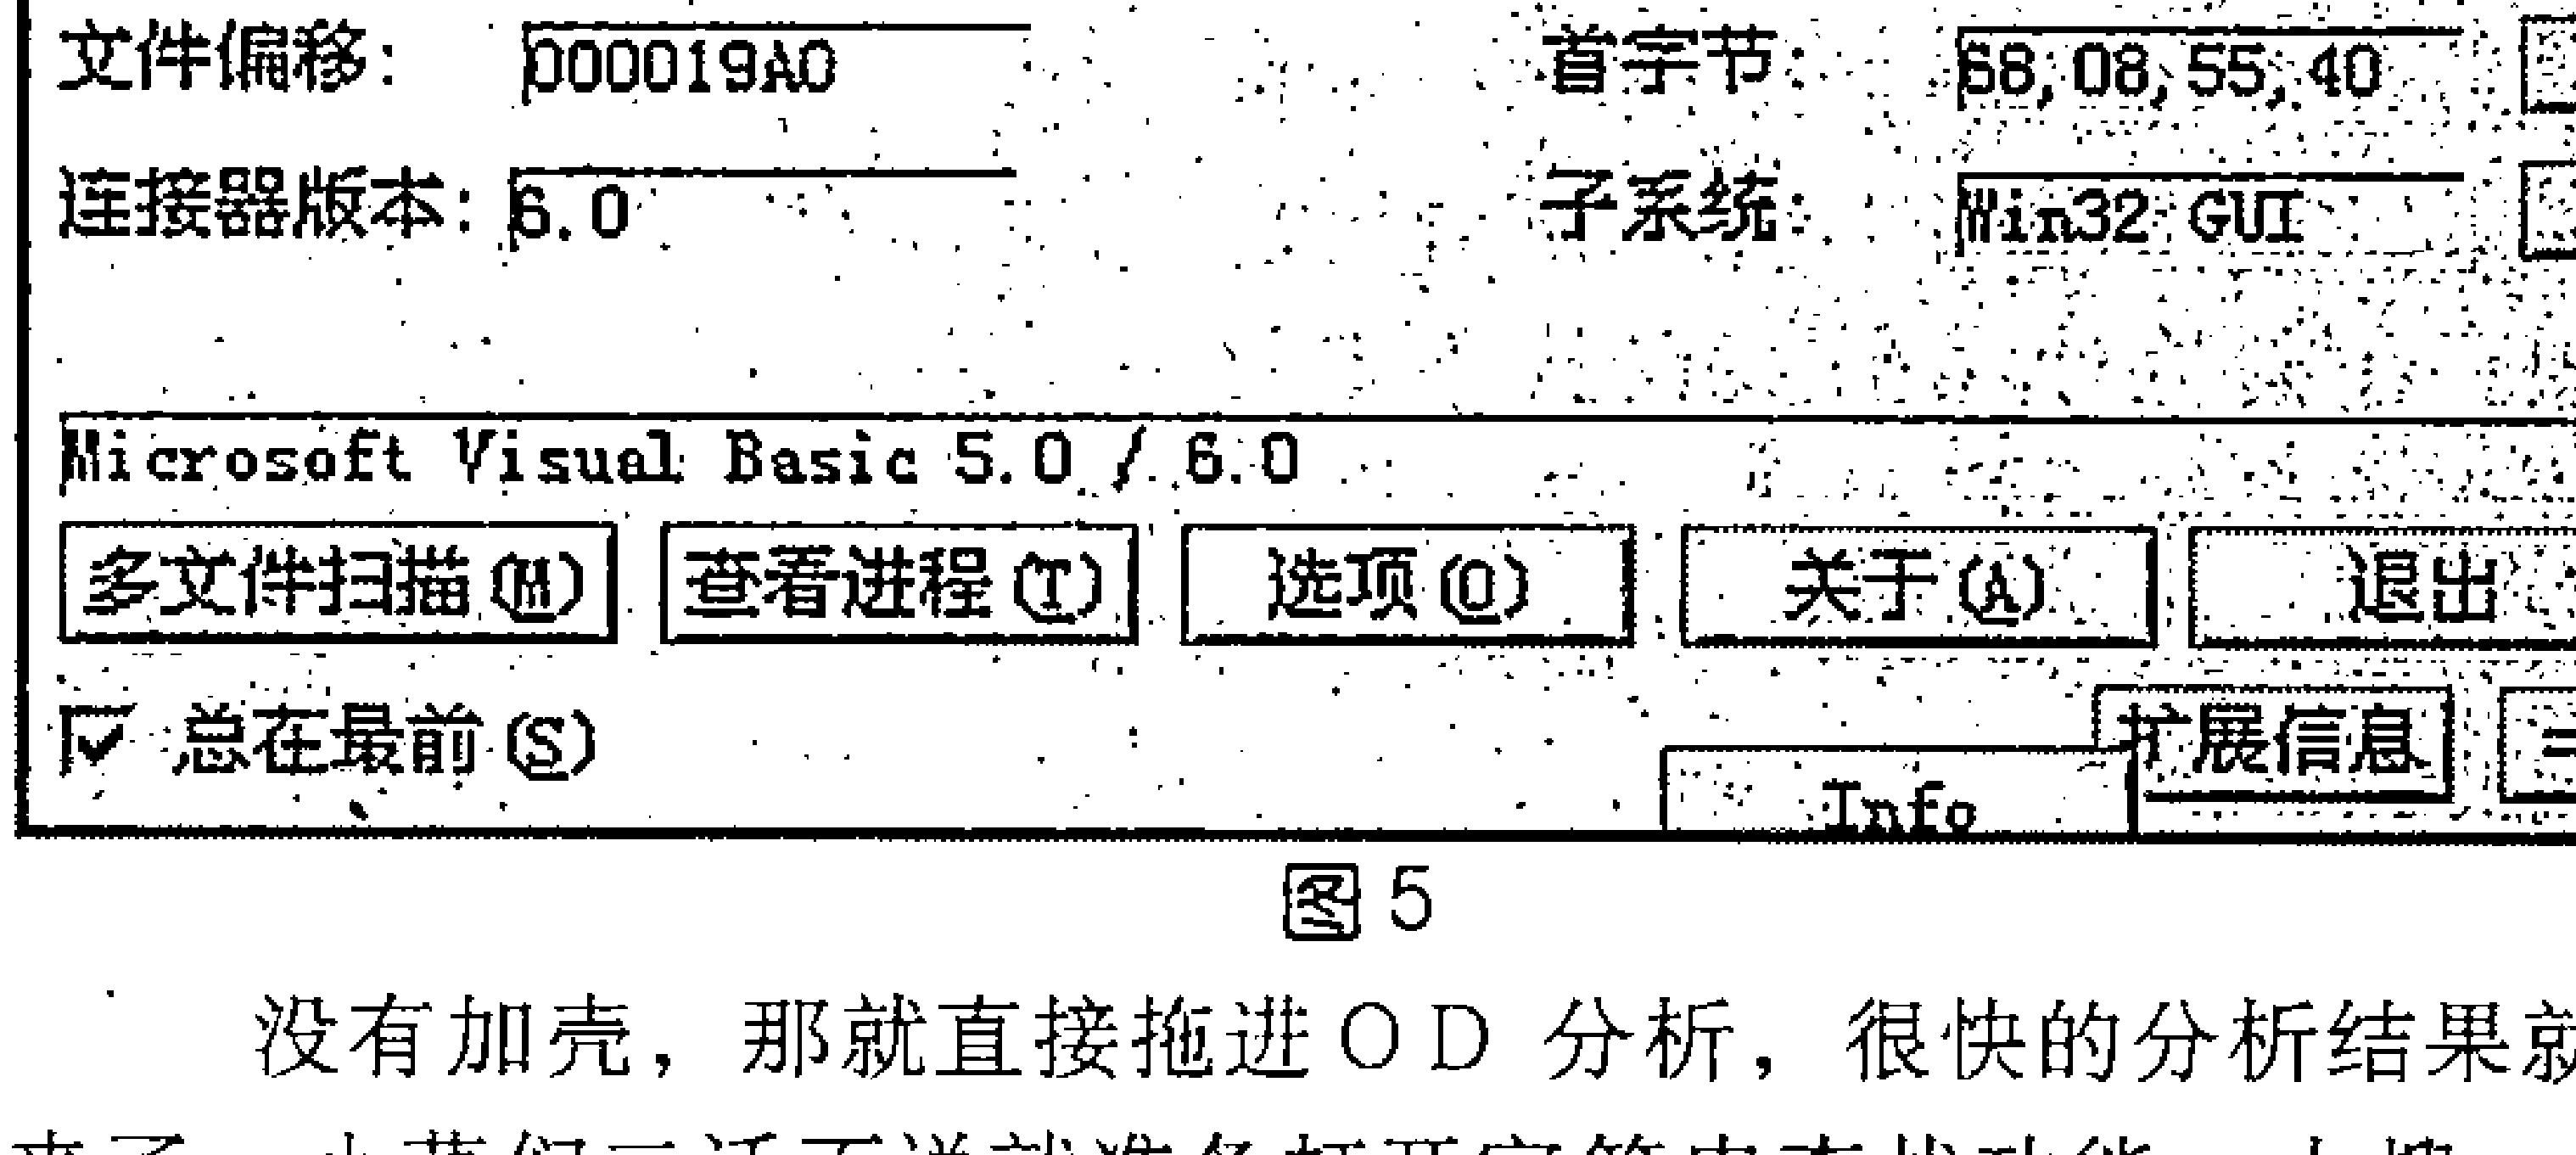 文件偏移: 000019A0 首字节: 68,08,55,40
连接器版本: 6.0 子系统: Win32 GUI
Microsoft Visual Basic 5.0 / 6.0
多文件扫描(M) 查看进程(T) 选项(O) 关于(A) 退出
总在最前(S) 扩展信息
Info
图5
没有加壳，那就直接拖进OD 分析，很快的分析结果就